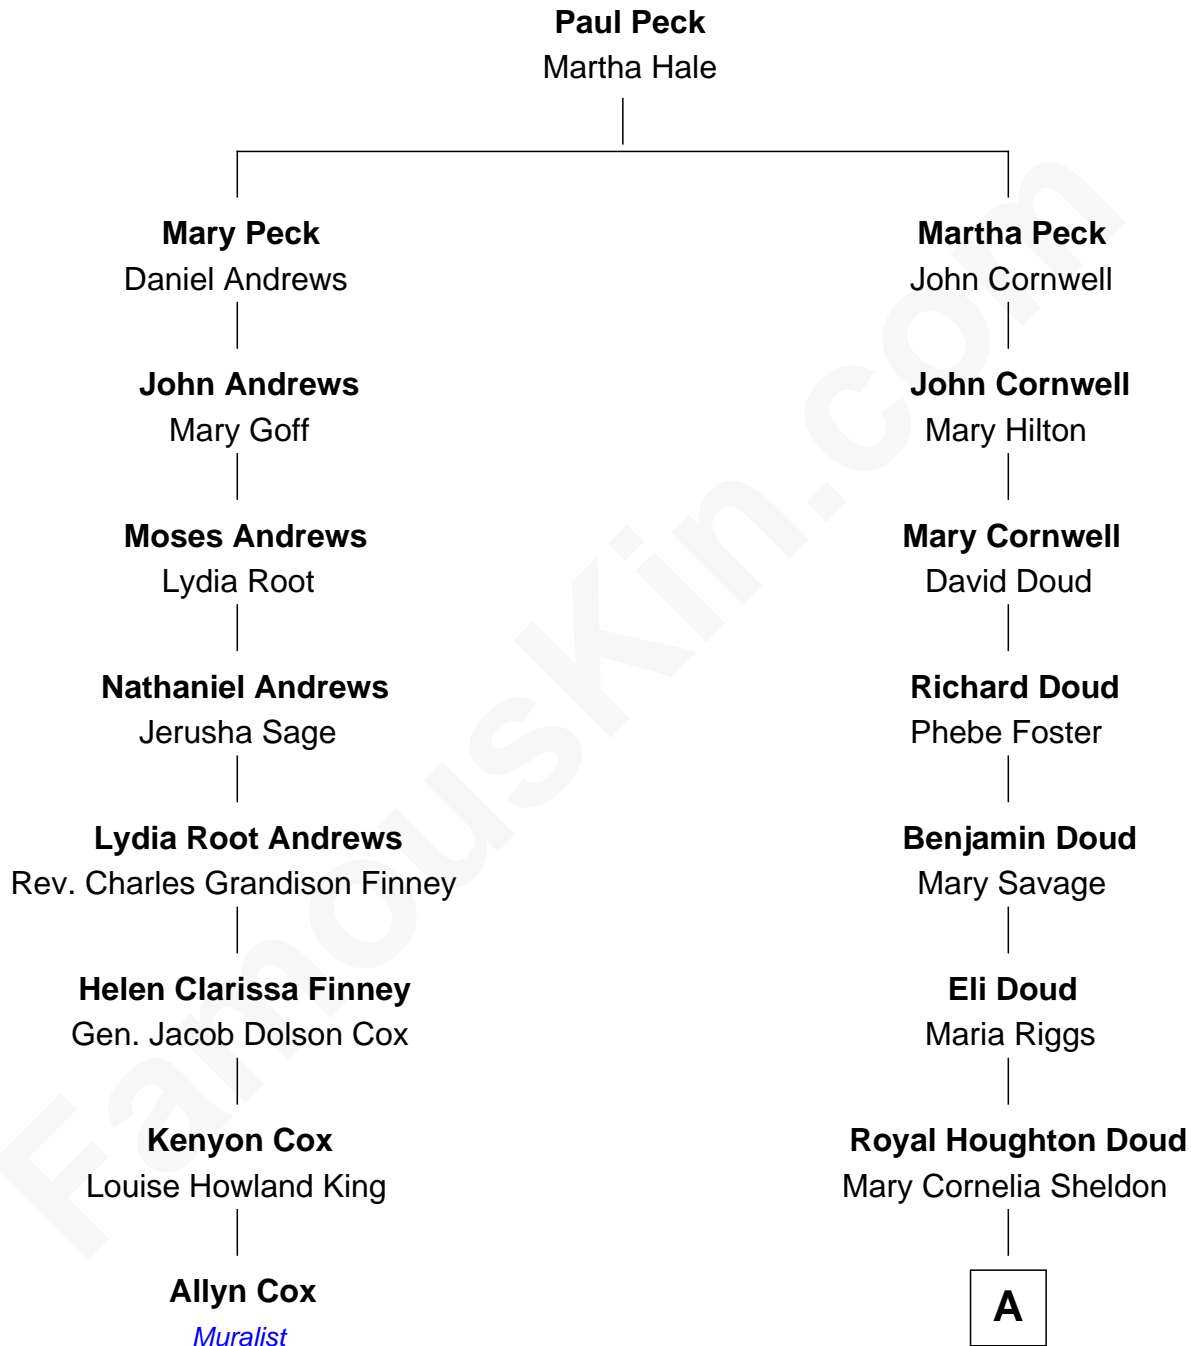 Paul Peck
Martha Hale
Mary Peck
Daniel Andrews
Martha Peck
John Cornwell
John Andrews
Mary Goff
John Cornwell
Mary Hilton
Moses Andrews
Lydia Root
Mary Cornwell
David Doud
Nathaniel Andrews
Jerusha Sage
Richard Doud
Phebe Foster
Lydia Root Andrews
Rev. Charles Grandison Finney
Benjamin Doud
Mary Savage
Helen Clarissa Finney
Gen. Jacob Dolson Cox
Eli Doud
Maria Riggs
Kenyon Cox
Louise Howland King
Royal Houghton Doud
Mary Cornelia Sheldon
Allyn Cox
Muralist
A
FamousKin.com